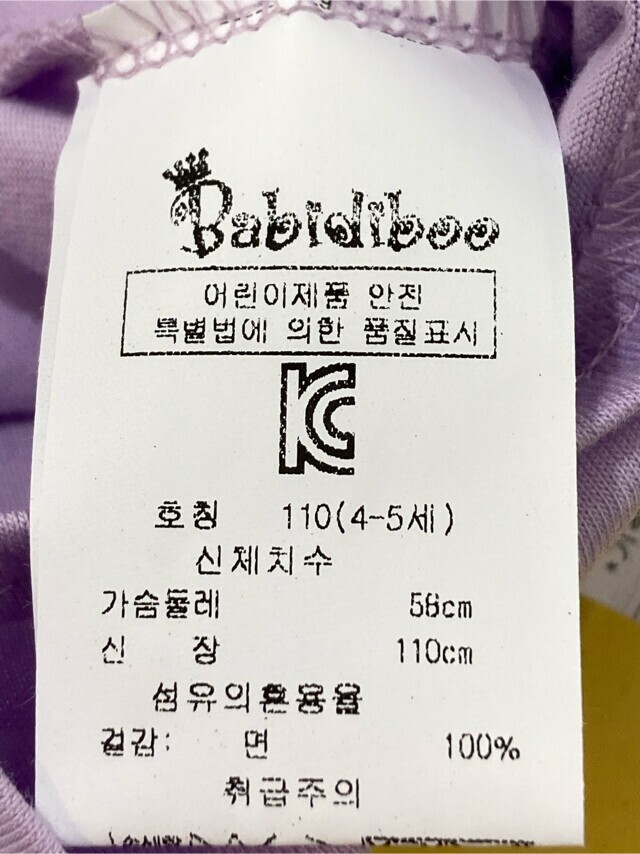 Babidiboo
어린이제품 안전
특별법에 의한 품질표시
KC
호칭 110(4-5세)
신체치수
가슴둘레 56cm
신 장 110cm
섬유의혼용율
겉감: 면 100%
취급주의